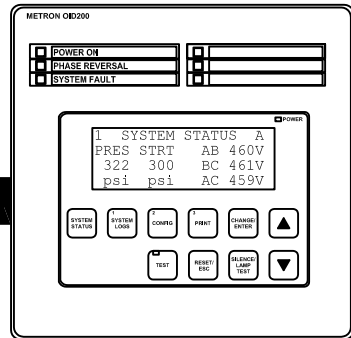 METRON OID200
POWER ON
PHASE REVERSAL
SYSTEM FAULT
POWER
1 SYSTEM STATUS A
PRES STRT AB 460V
322 300 BC 461V
psi psi AC 459V
SYSTEM STATUS
1 SYSTEM LOGS
2 CONFIG
3 PRINT
CHANGE/ ENTER
TEST
RESET/ ESC
SILENCE/ LAMP TEST